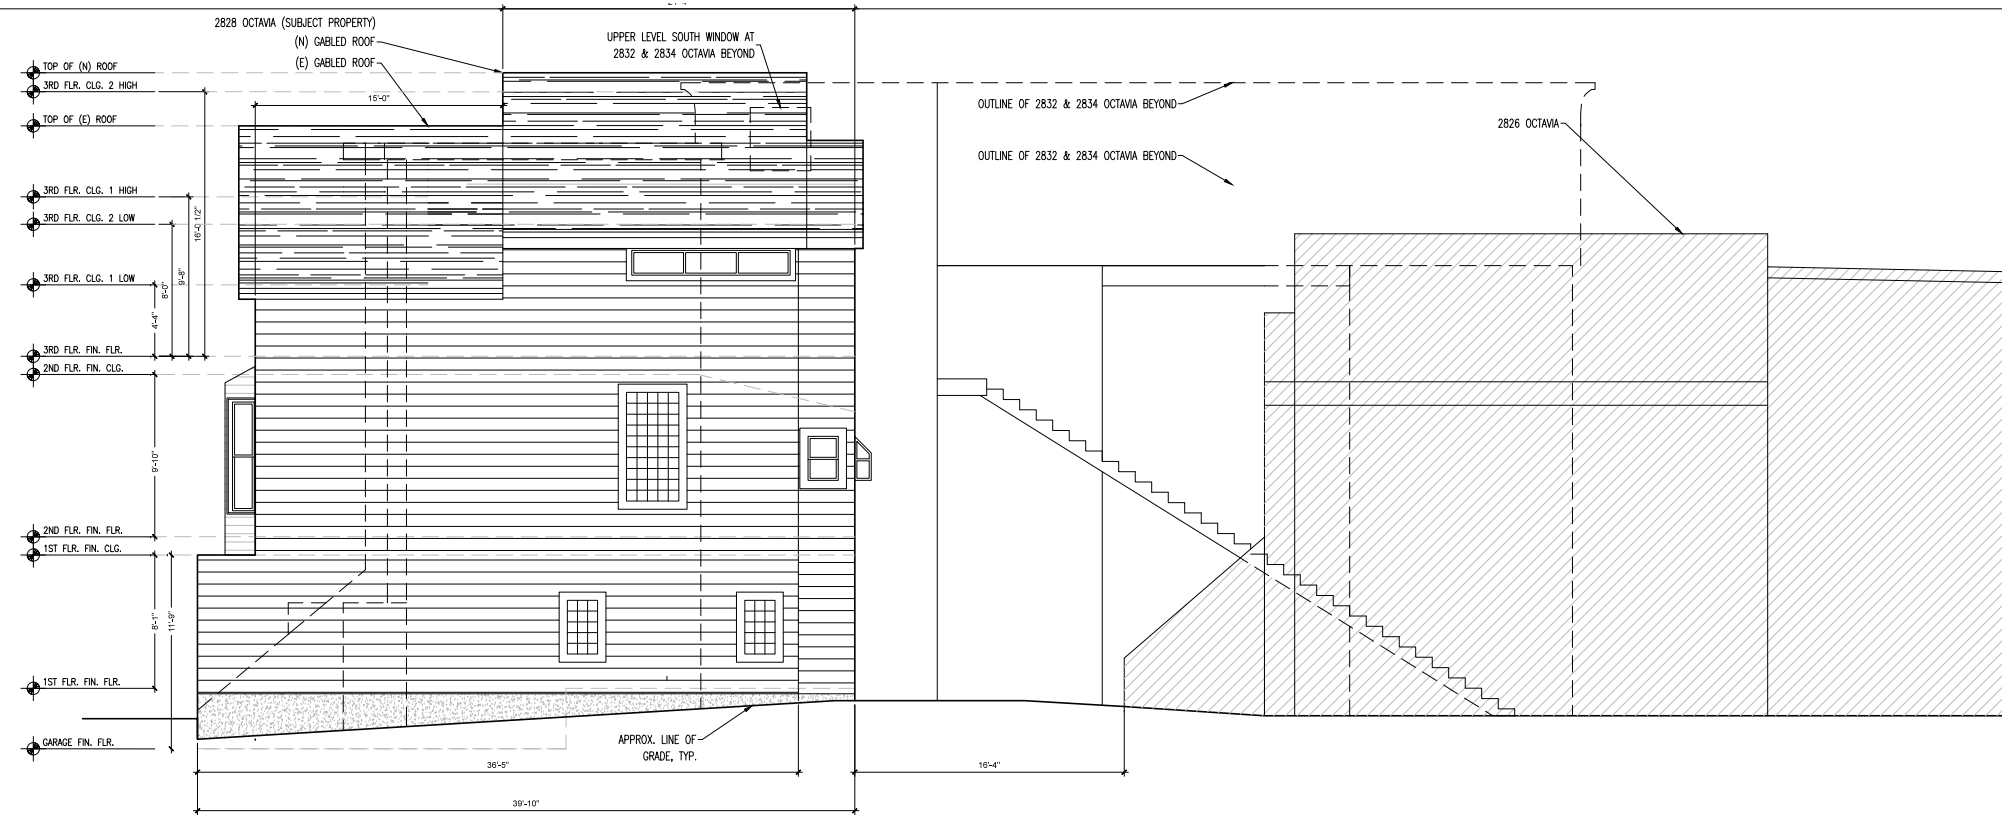 2828 OCTAVIA (SUBJECT PROPERTY)
(N) GABLED ROOF
(E) GABLED ROOF
UPPER LEVEL SOUTH WINDOW AT
2832 & 2834 OCTAVIA BEYOND
TOP OF (N) ROOF
3RD FLR. CLG. 2 HIGH
TOP OF (E) ROOF
3RD FLR. CLG. 1 HIGH
3RD FLR. CLG. 2 LOW
3RD FLR. CLG. 1 LOW
3RD FLR. FIN. FLR.
2ND FLR. FIN. CLG.
2ND FLR. FIN. FLR.
1ST FLR. FIN. CLG.
1ST FLR. FIN. FLR.
GARAGE FIN. FLR.
15'-0"
16'-0 1/2"
9'-8"
8'-0"
4'-4"
9'-10"
8'-1"
11'-9"
OUTLINE OF 2832 & 2834 OCTAVIA BEYOND
OUTLINE OF 2832 & 2834 OCTAVIA BEYOND
2826 OCTAVIA
APPROX. LINE OF
GRADE, TYP.
36'-5"
16'-4"
39'-10"